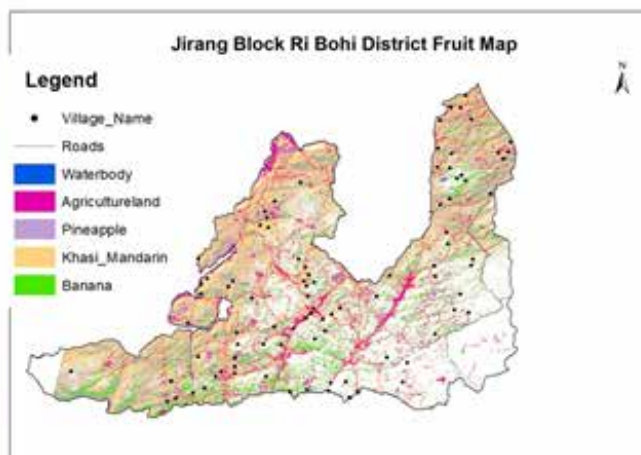 Jirang Block Ri Bohi District Fruit Map
N
Legend
Village_Name
Roads
Waterbody
Agricultureland
Pineapple
Khasi_Mandarin
Banana